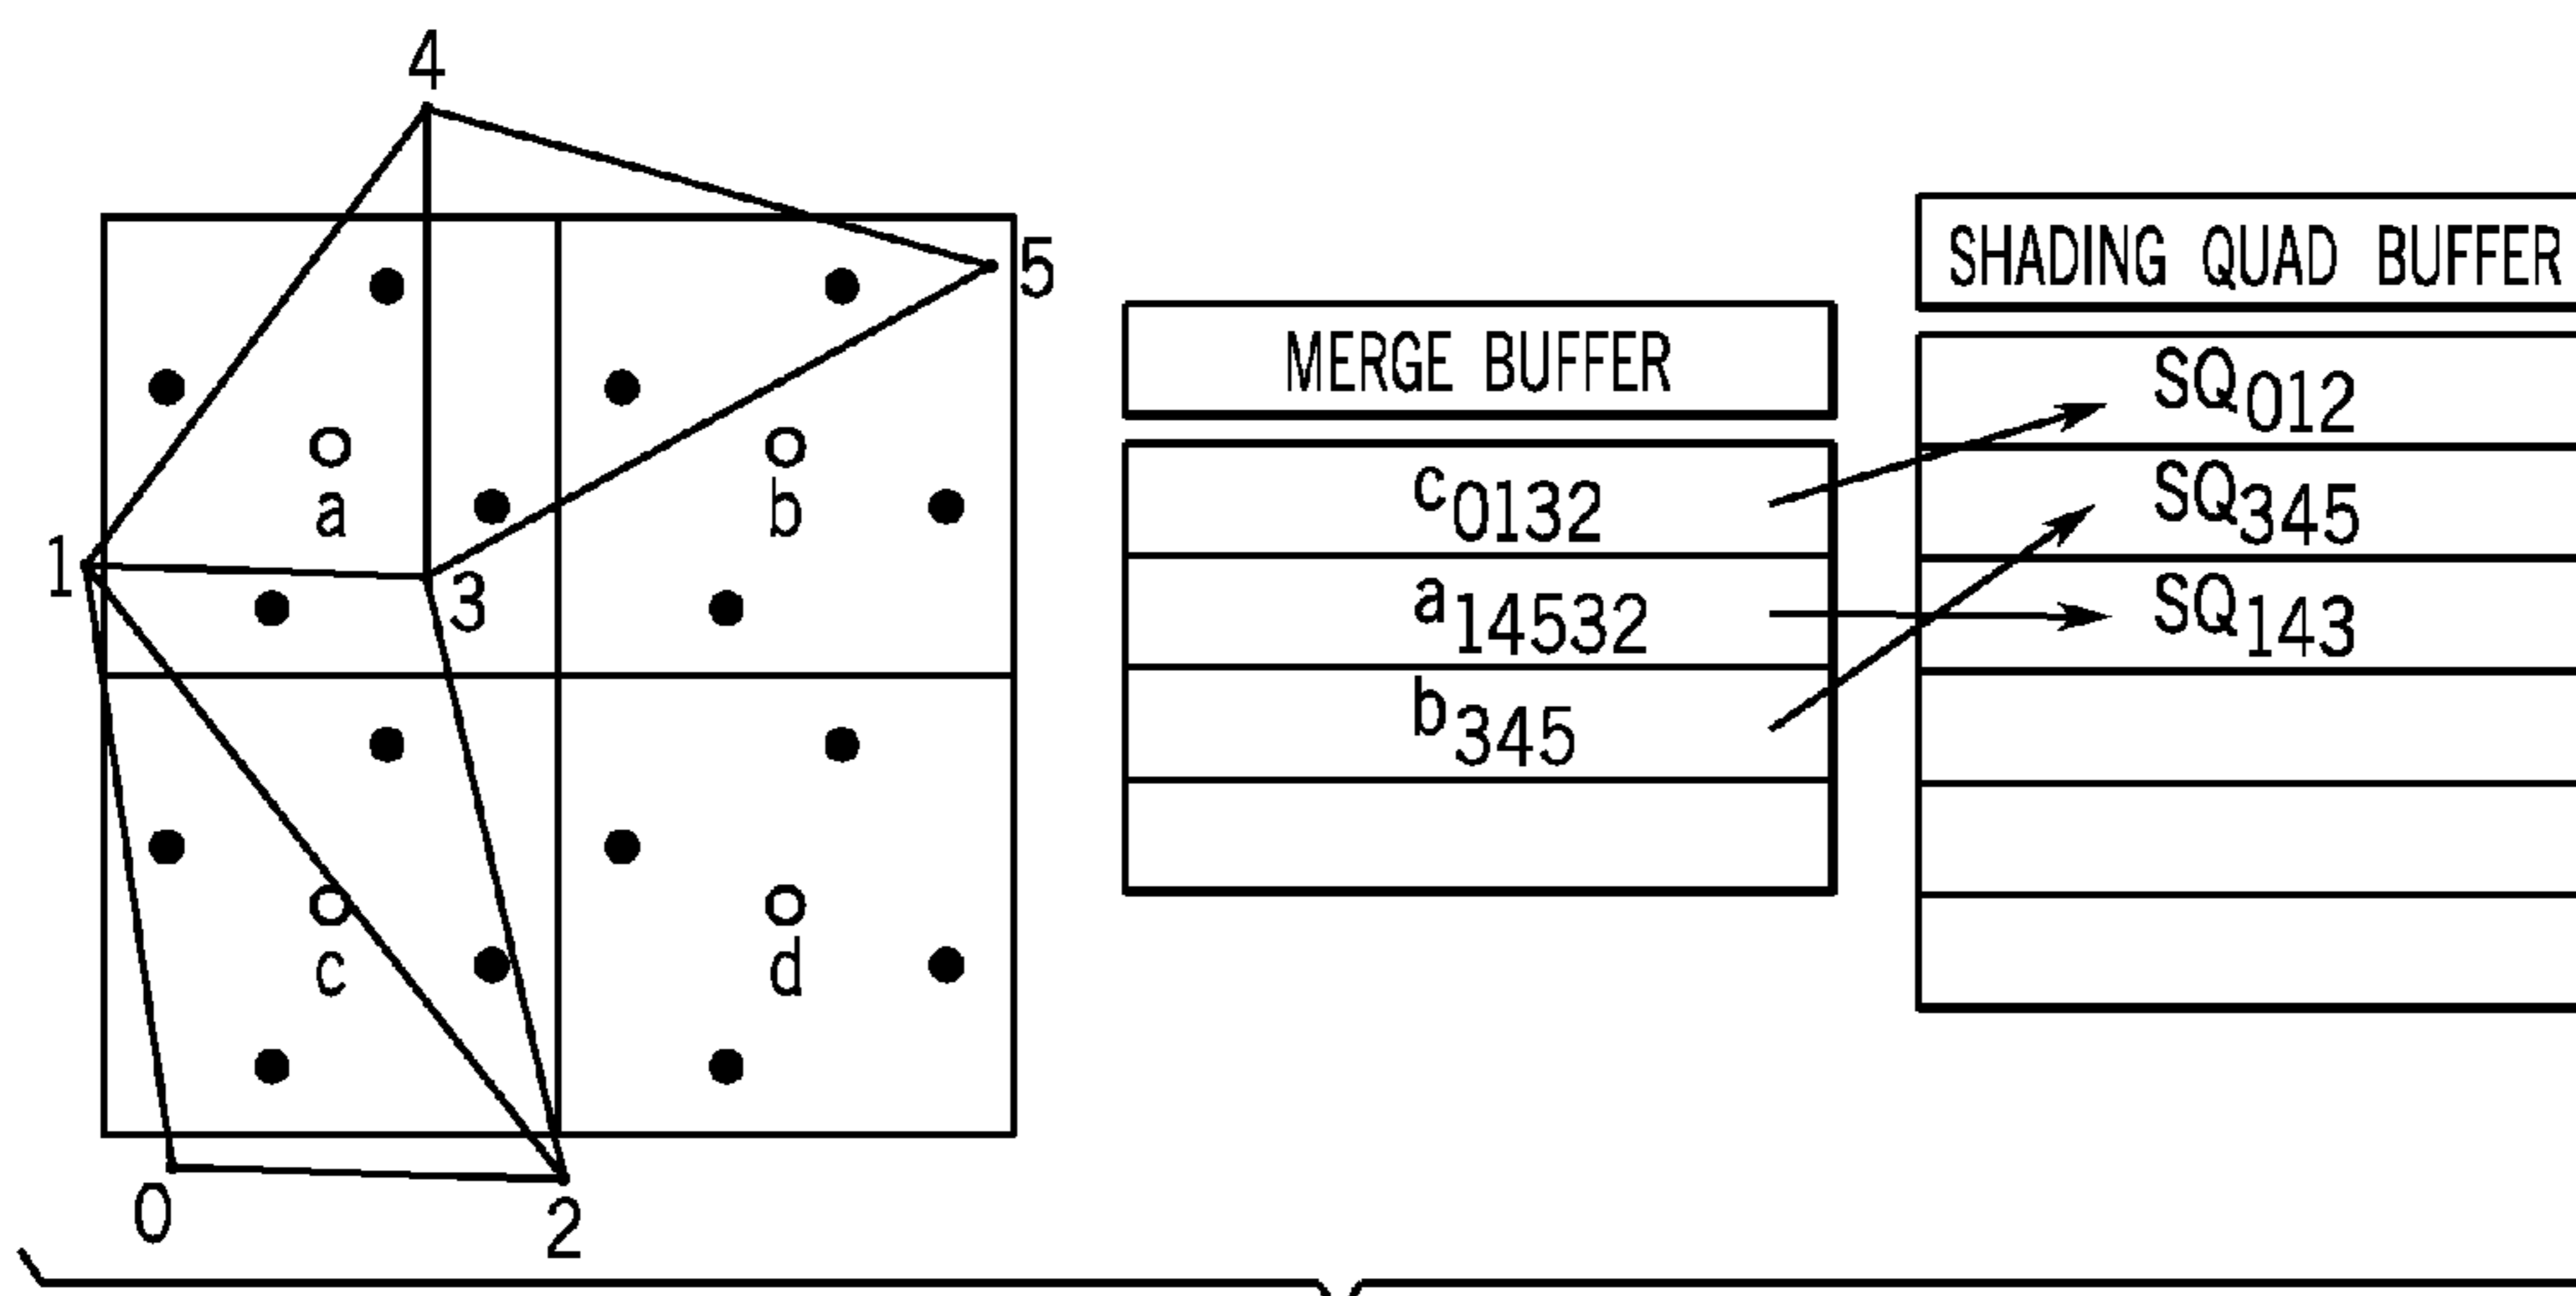 4
5
a
b
1
3
c
d
0
2
MERGE BUFFER
c0132
a14532
b345
SHADING QUAD BUFFER
SQ012
SQ345
SQ143